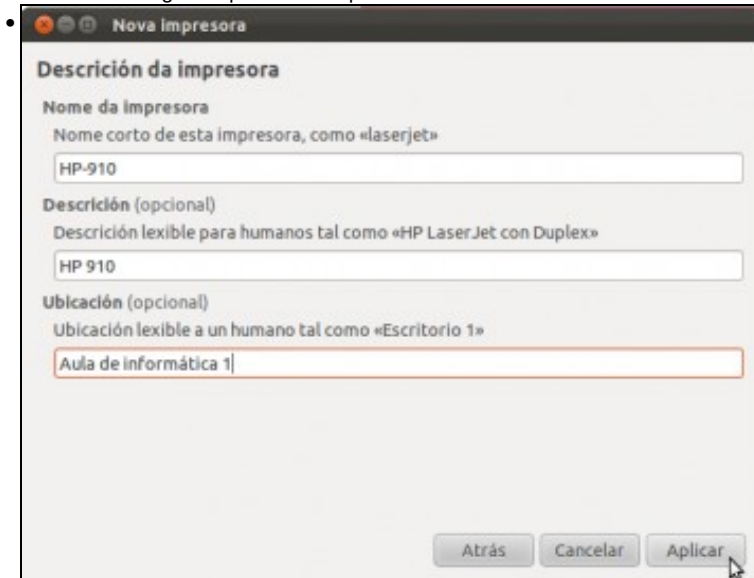 Nova impresora
Descrición da impresora
Nome da impresora
Nome corto de esta impresora, como «laserjet»
HP-910
Descrición (opcional)
Descrición lexible para humanos tal como «HP LaserJet con Duplex»
HP 910
Ubicación (opcional)
Ubicación lexible a un humano tal como «Escritorio 1»
Aula de informática 1
Atrás Cancelar Aplicar